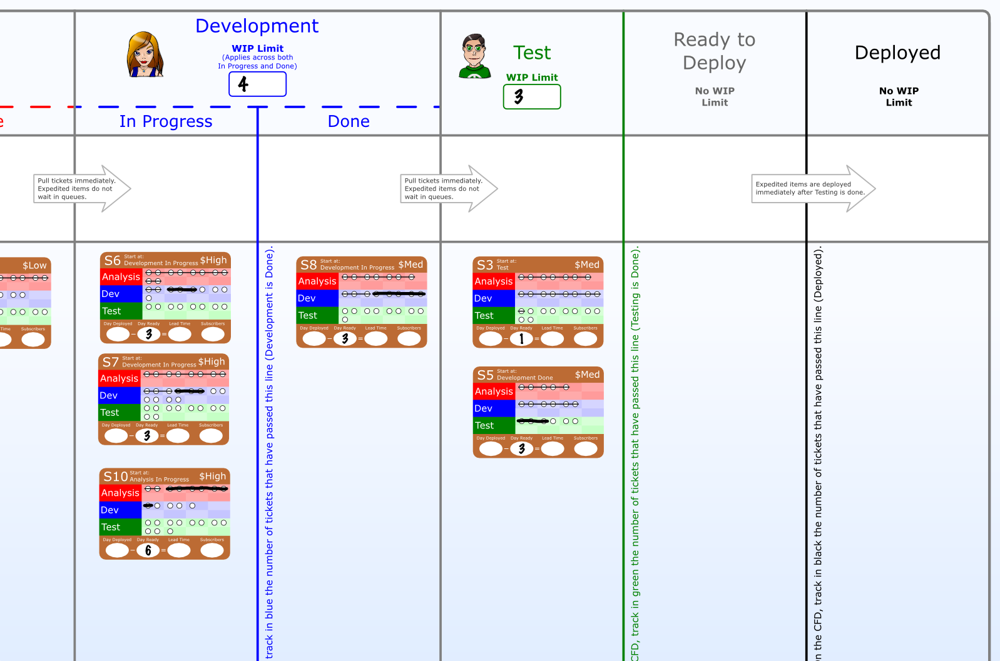 Development
WIP Limit
(Applies across both
In Progress and Done)
4
In Progress
Done
Test
WIP Limit
3
Ready to
Deploy
No WIP
Limit
Deployed
No WIP
Limit
e
Pull tickets immediately.
Expedited items do not
wait in queues.
Pull tickets immediately.
Expedited items do not
wait in queues.
Expedited items are deployed
immediately after Testing is done.
$Low
Time
Subscribers
S6
Start at:
Development In Progress
$High
Analysis
Dev
Test
Day Deployed
Day Ready
Lead Time
Subscribers
– 3 =
S7
Start at:
Development In Progress
$High
Analysis
Dev
Test
Day Deployed
Day Ready
Lead Time
Subscribers
– 3 =
S10
Start at:
Analysis In Progress
$High
Analysis
Dev
Test
Day Deployed
Day Ready
Lead Time
Subscribers
– 6 =
track in blue the number of tickets that have passed this line (Development is Done).
S8
Start at:
Development In Progress
$Med
Analysis
Dev
Test
Day Deployed
Day Ready
Lead Time
Subscribers
– 3 =
S3
Start at:
Test
$Med
Analysis
Dev
Test
Day Deployed
Day Ready
Lead Time
Subscribers
– 1 =
S5
Start at:
Development Done
$Med
Analysis
Dev
Test
Day Deployed
Day Ready
Lead Time
Subscribers
– 3 =
CFD, track in green the number of tickets that have passed this line (Testing is Done).
n the CFD, track in black the number of tickets that have passed this line (Deployed).